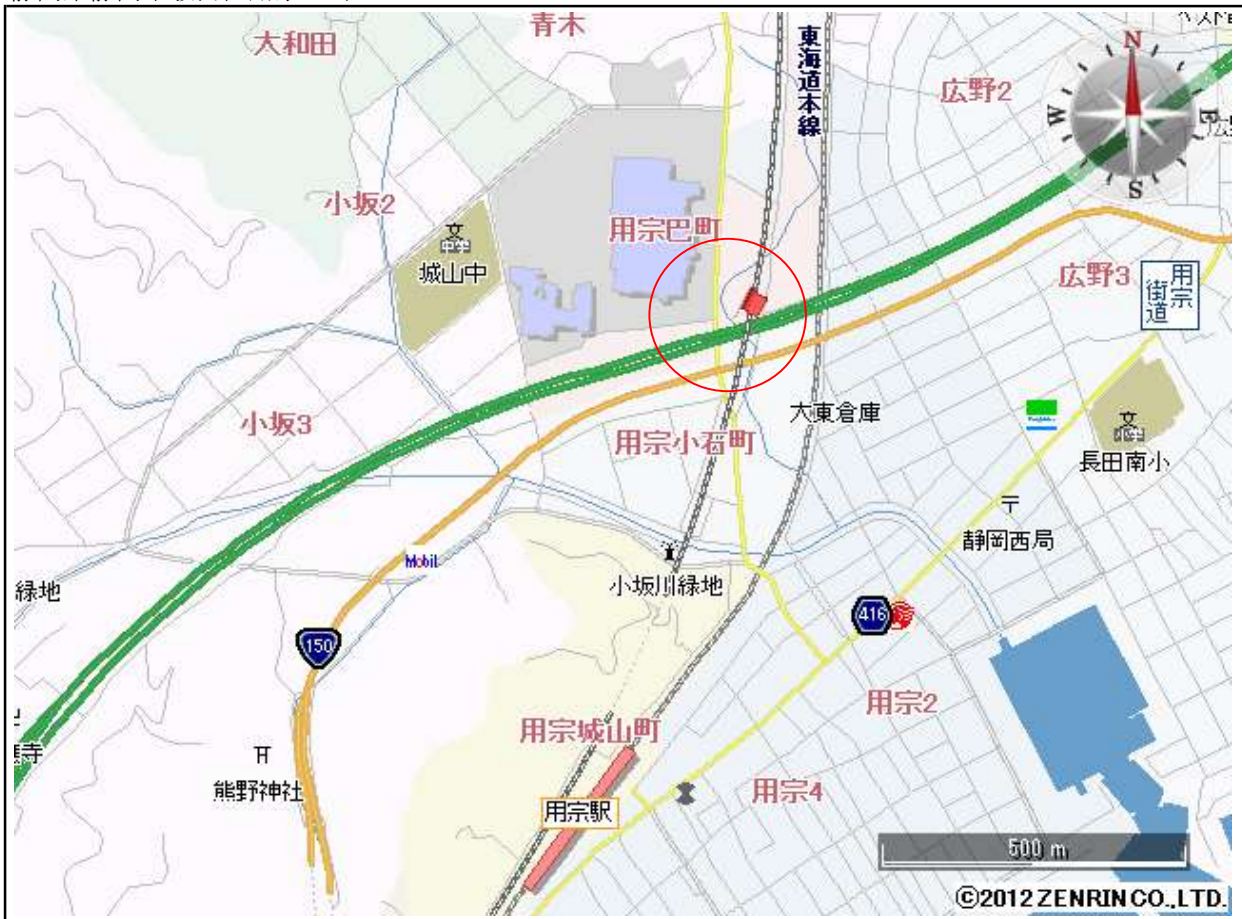 青木
大和田
東海道本線
N
W
E
S
広野2
小坂2
用宗巴町
城山中
広野3
用宗
街道
小坂3
用宗小石町
大東倉庫
長田南小
〒
静岡西局
Mobil
小坂川緑地
緑地
416
150
用宗2
用宗城山町
熊野神社
用宗駅
用宗4
500 m
©2012 ZENRIN CO.,LTD.